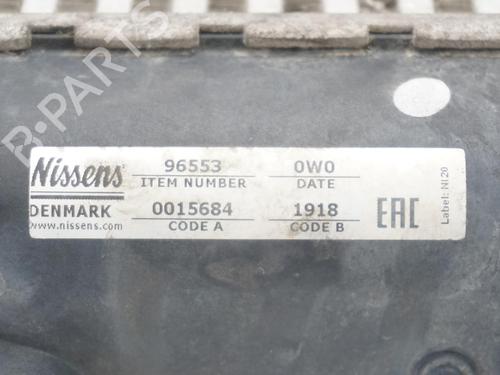 B-PARTS
Nissens
96553
0W0
ITEM NUMBER
DATE
DENMARK
0015684
1918
www.nissens.com
CODE A
CODE B
EAC
Label: NI 20